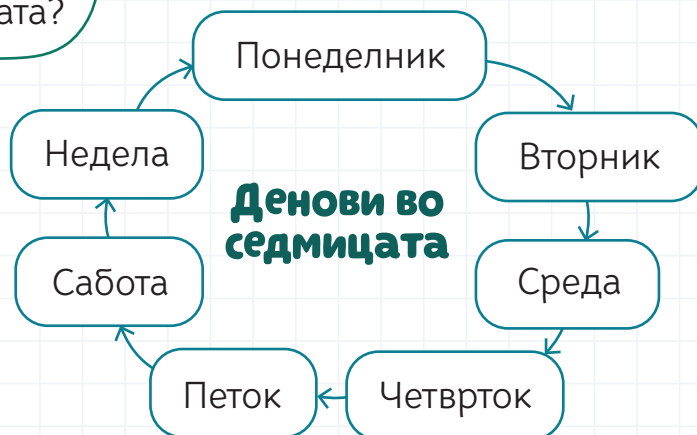 ата?
Понеделник
Недела
Вторник
Денови во
седмицата
Сабота
Среда
Петок
Четврток